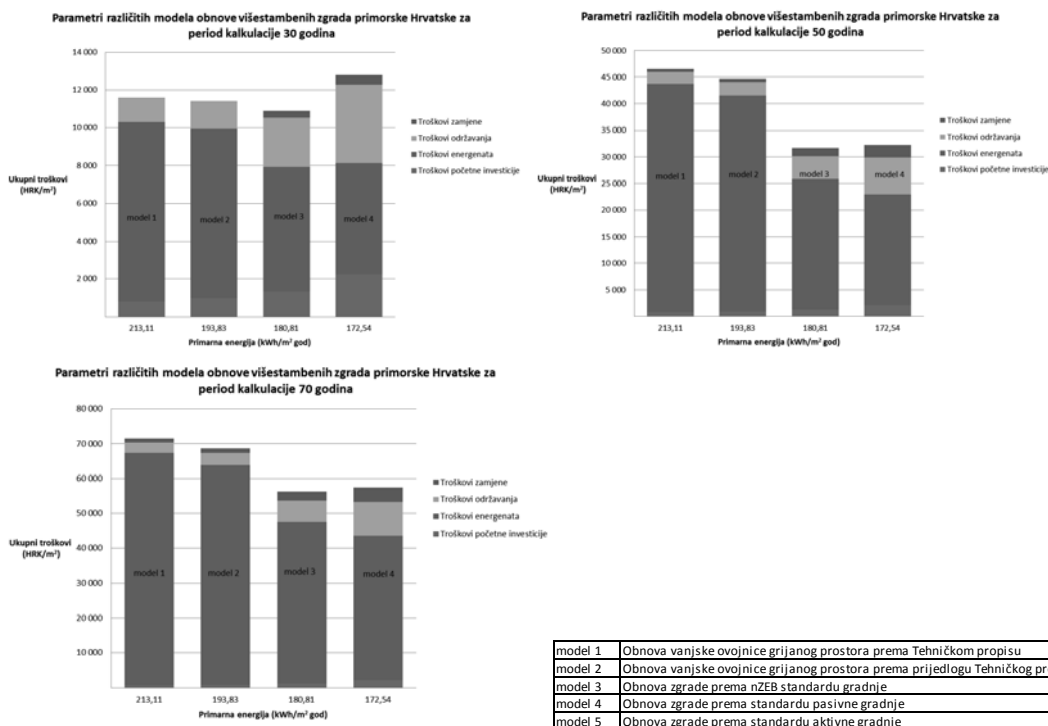 Parametri različitih modela obnove višestambenih zgrada primorske Hrvatske za
period kalkulacije 30 godina
14 000
12 000
10 000
8 000
6 000
4 000
2 000
Ukupni troškovi
(HRK/m²)
model 1
model 2
model 3
model 4
213,11
193,83
180,81
172,54
Primarna energija (kWh/m² god)
Troškovi zamjene
Troškovi održavanja
Troškovi energenata
Troškovi početne investicije
Parametri različitih modela obnove višestambenih zgrada primorske Hrvatske za
period kalkulacije 50 godina
50 000
45 000
40 000
35 000
30 000
25 000
20 000
15 000
10 000
5 000
Ukupni troškovi
(HRK/m²)
model 1
model 2
model 3
model 4
213,11
193,83
180,81
172,54
Primarna energija (kWh/m² god)
Troškovi zamjene
Troškovi održavanja
Troškovi energenata
Troškovi početne investicije
Parametri različitih modela obnove višestambenih zgrada primorske Hrvatske za
period kalkulacije 70 godina
80 000
70 000
60 000
50 000
40 000
30 000
20 000
10 000
Ukupni troškovi
(HRK/m²)
model 1
model 2
model 3
model 4
213,11
193,83
180,81
172,54
Primarna energija (kWh/m² god)
Troškovi zamjene
Troškovi održavanja
Troškovi energenata
Troškovi početne investicije
model 1 Obnova vanjske ovojnice grijanog prostora prema Tehničkom propisu
model 2 Obnova vanjske ovojnice grijanog prostora prema prijedlogu Tehničkog pr
model 3 Obnova zgrade prema nZEB standardu gradnje
model 4 Obnova zgrade prema standardu pasivne gradnje
model 5 Obnova zgrade prema standardu aktivne gradnje